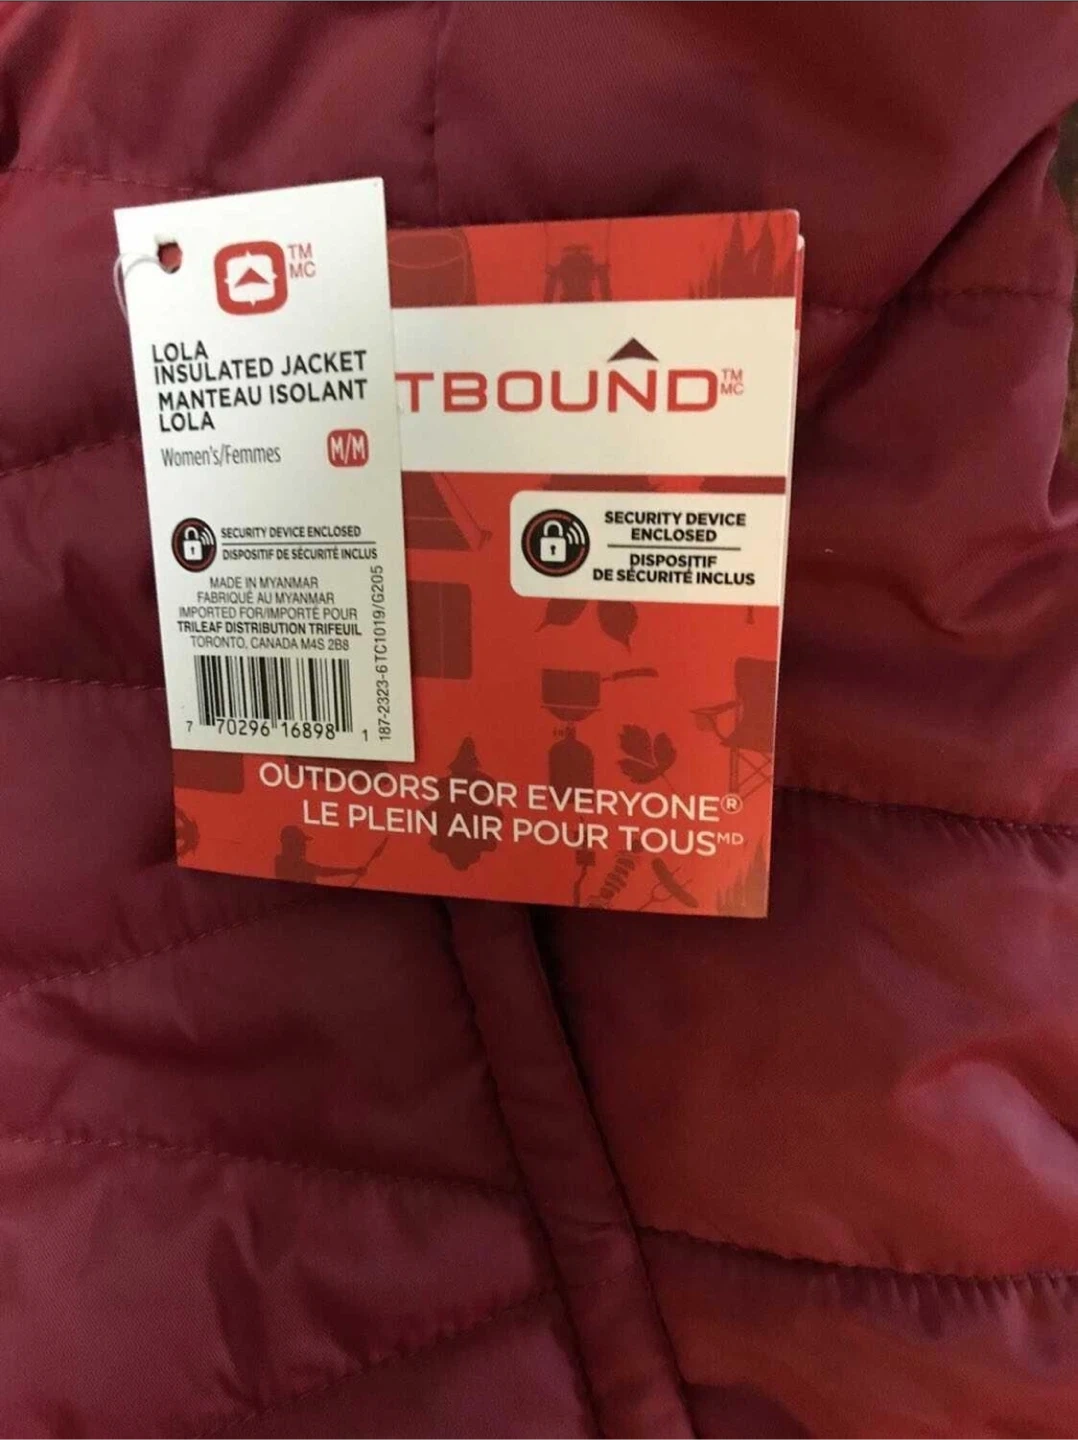 TM
MC
LOLA
INSULATED JACKET
MANTEAU ISOLANT
LOLA
Women's/Femmes
M/M
SECURITY DEVICE ENCLOSED
DISPOSITIF DE SÉCURITÉ INCLUS
MADE IN MYANMAR
FABRIQUÉ AU MYANMAR
IMPORTED FOR/IMPORTÉ POUR
TRILEAF DISTRIBUTION TRIFEUIL
TORONTO, CANADA M4S 2B8
7 70296 16898 1
187-2323-6TC1019/G205
TBOUND TM
MC
SECURITY DEVICE
ENCLOSED
DISPOSITIF
DE SÉCURITÉ INCLUS
OUTDOORS FOR EVERYONE®
LE PLEIN AIR POUR TOUS MD